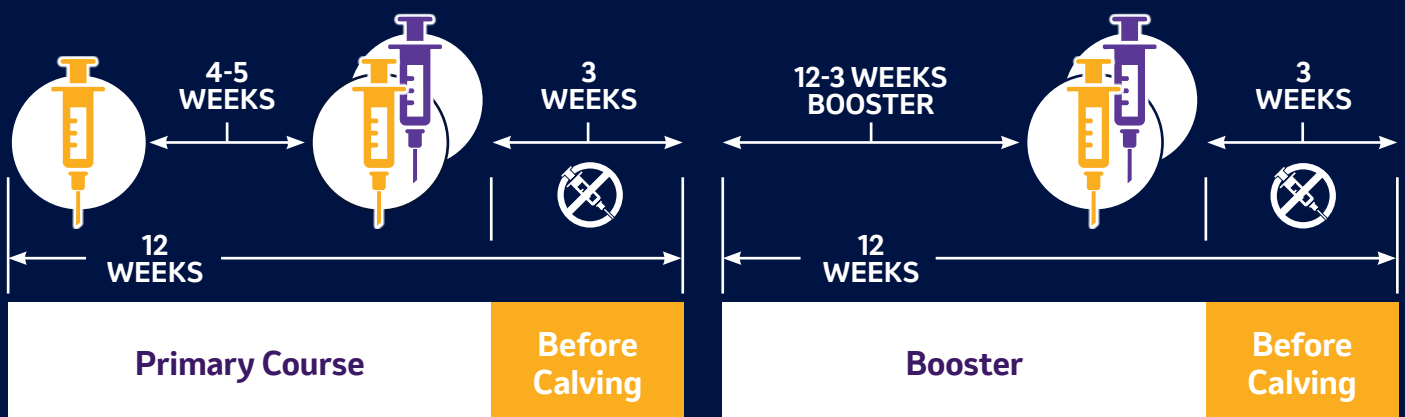 4-5
WEEKS
3
WEEKS
12-3 WEEKS
BOOSTER
3
WEEKS
12
WEEKS
12
WEEKS
Primary Course
Before
Calving
Booster
Before
Calving